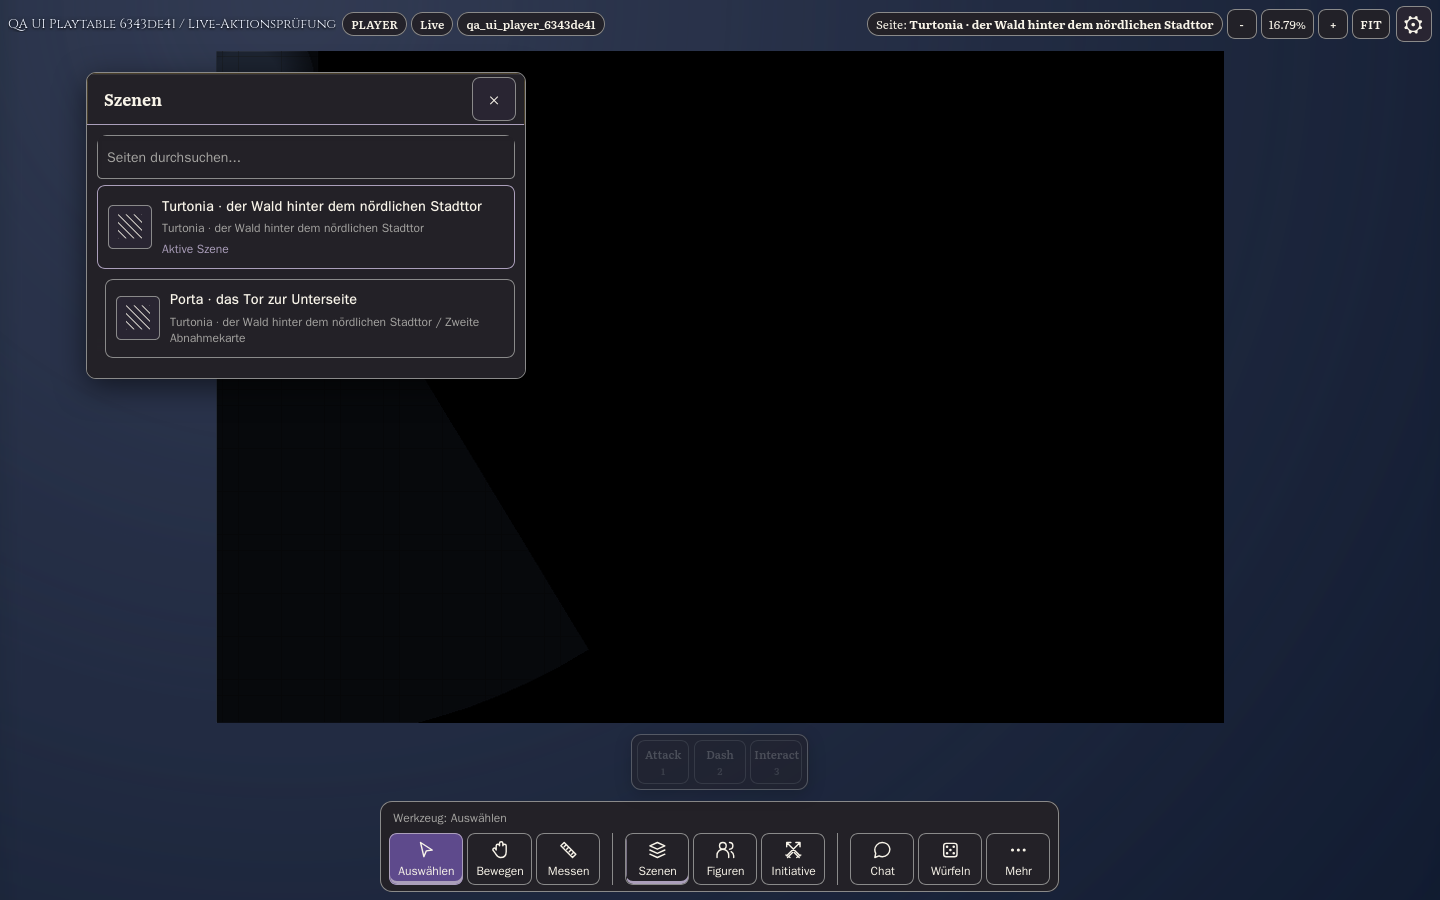 QA UI Playtable 6343de41 / Live-Aktionsprüfung
PLAYER
Live
qa_ui_player_6343de41
Seite: Turtonia · der Wald hinter dem nördlichen Stadttor
-
16.79%
+
FIT
Szenen
×
Seiten durchsuchen...
Turtonia · der Wald hinter dem nördlichen Stadttor
Turtonia · der Wald hinter dem nördlichen Stadttor
Aktive Szene
Porta · das Tor zur Unterseite
Turtonia · der Wald hinter dem nördlichen Stadttor / Zweite
Abnahmekarte
Attack
1
Dash
2
Interact
3
Werkzeug: Auswählen
Auswählen
Bewegen
Messen
Szenen
Figuren
Initiative
Chat
Würfeln
Mehr